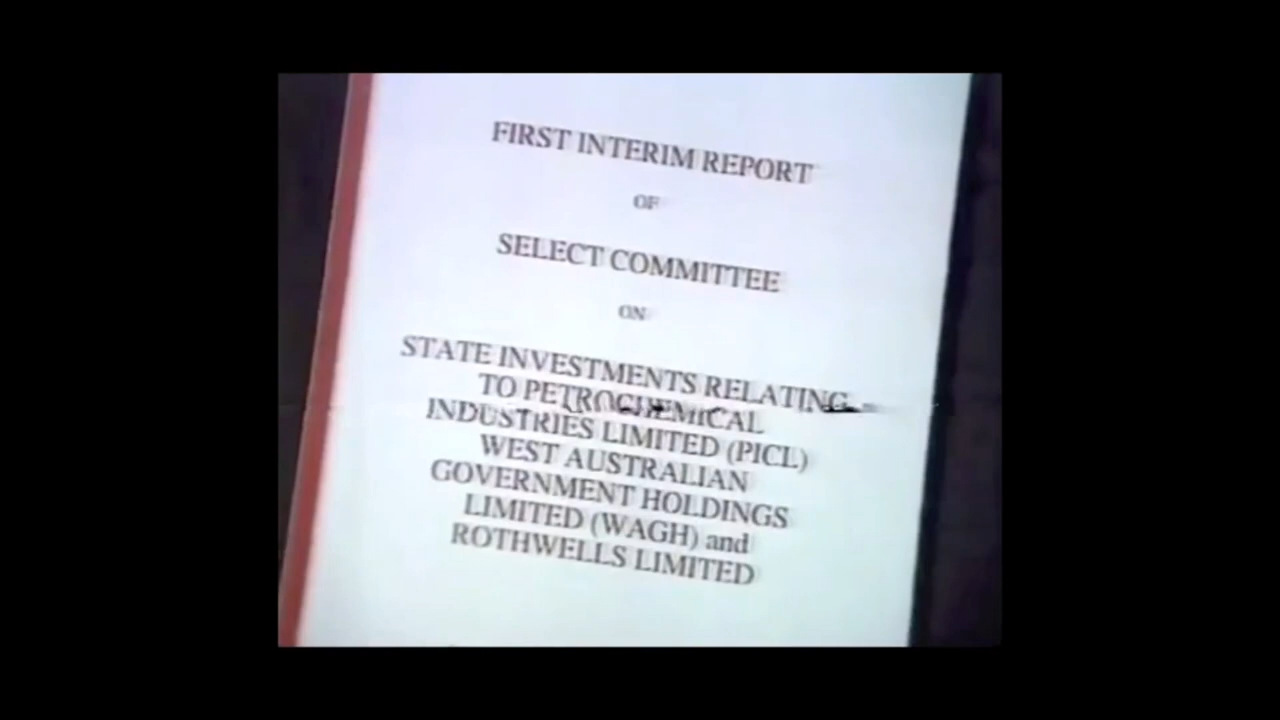 FIRST INTERIM REPORT
OF
SELECT COMMITTEE
ON
STATE INVESTMENTS RELATING
TO PETROCHEMICAL
INDUSTRIES LIMITED (PICL)
WEST AUSTRALIAN
GOVERNMENT HOLDINGS
LIMITED (WAGH) and
ROTHWELLS LIMITED